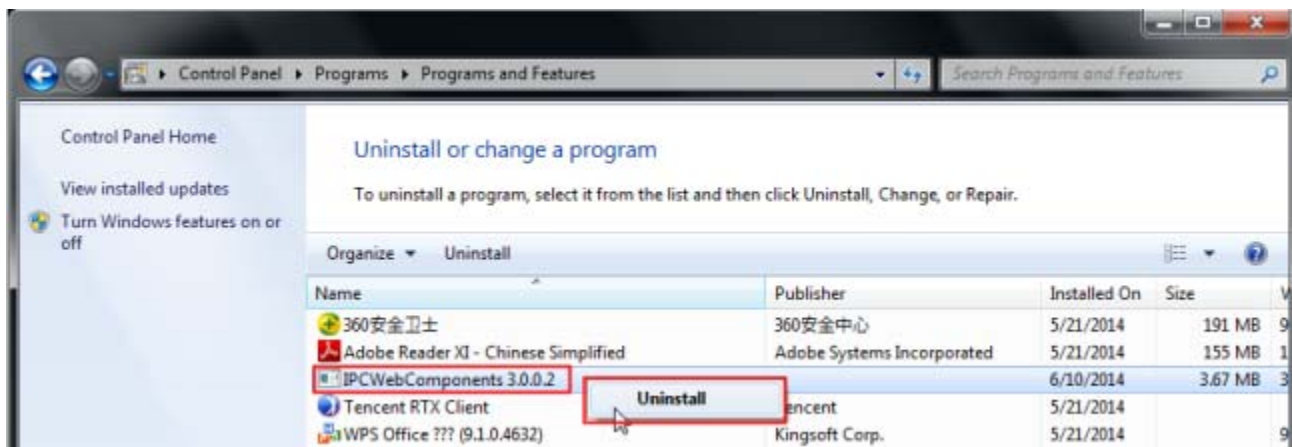 Control Panel ▸ Programs ▸ Programs and Features
Search Programs and Features
Control Panel Home
View installed updates
Turn Windows features on or
off
Uninstall or change a program
To uninstall a program, select it from the list and then click Uninstall, Change, or Repair.
Organize Uninstall
Name Publisher Installed On Size
360安全卫士 360安全中心 5/21/2014 191 MB 9
Adobe Reader XI - Chinese Simplified Adobe Systems Incorporated 5/21/2014 155 MB 1
IPCWebComponents 3.0.0.2 6/10/2014 3.67 MB 3
Uninstall
Tencent RTX Client encent 5/21/2014
WPS Office ??? (9.1.0.4632) Kingsoft Corp. 5/21/2014 9